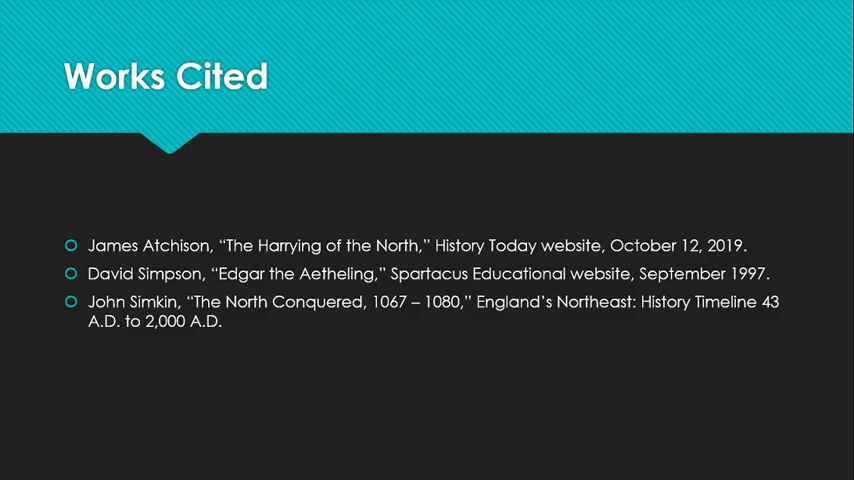 Works Cited
James Atchison, “The Harrying of the North,” History Today website, October 12, 2019.
David Simpson, “Edgar the Aetheling,” Spartacus Educational website, September 1997.
John Simkin, “The North Conquered, 1067 – 1080,” England’s Northeast: History Timeline 43
A.D. to 2,000 A.D.